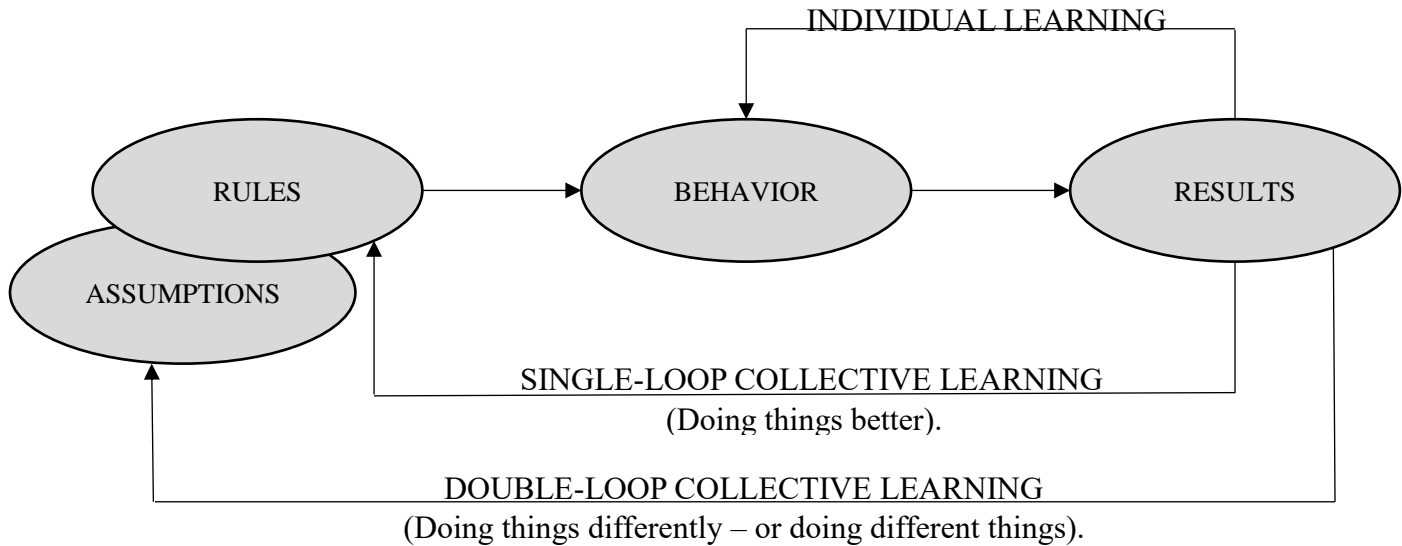 INDIVIDUAL LEARNING
RULES
BEHAVIOR
RESULTS
ASSUMPTIONS
SINGLE-LOOP COLLECTIVE LEARNING
(Doing things better).
DOUBLE-LOOP COLLECTIVE LEARNING
(Doing things differently – or doing different things).